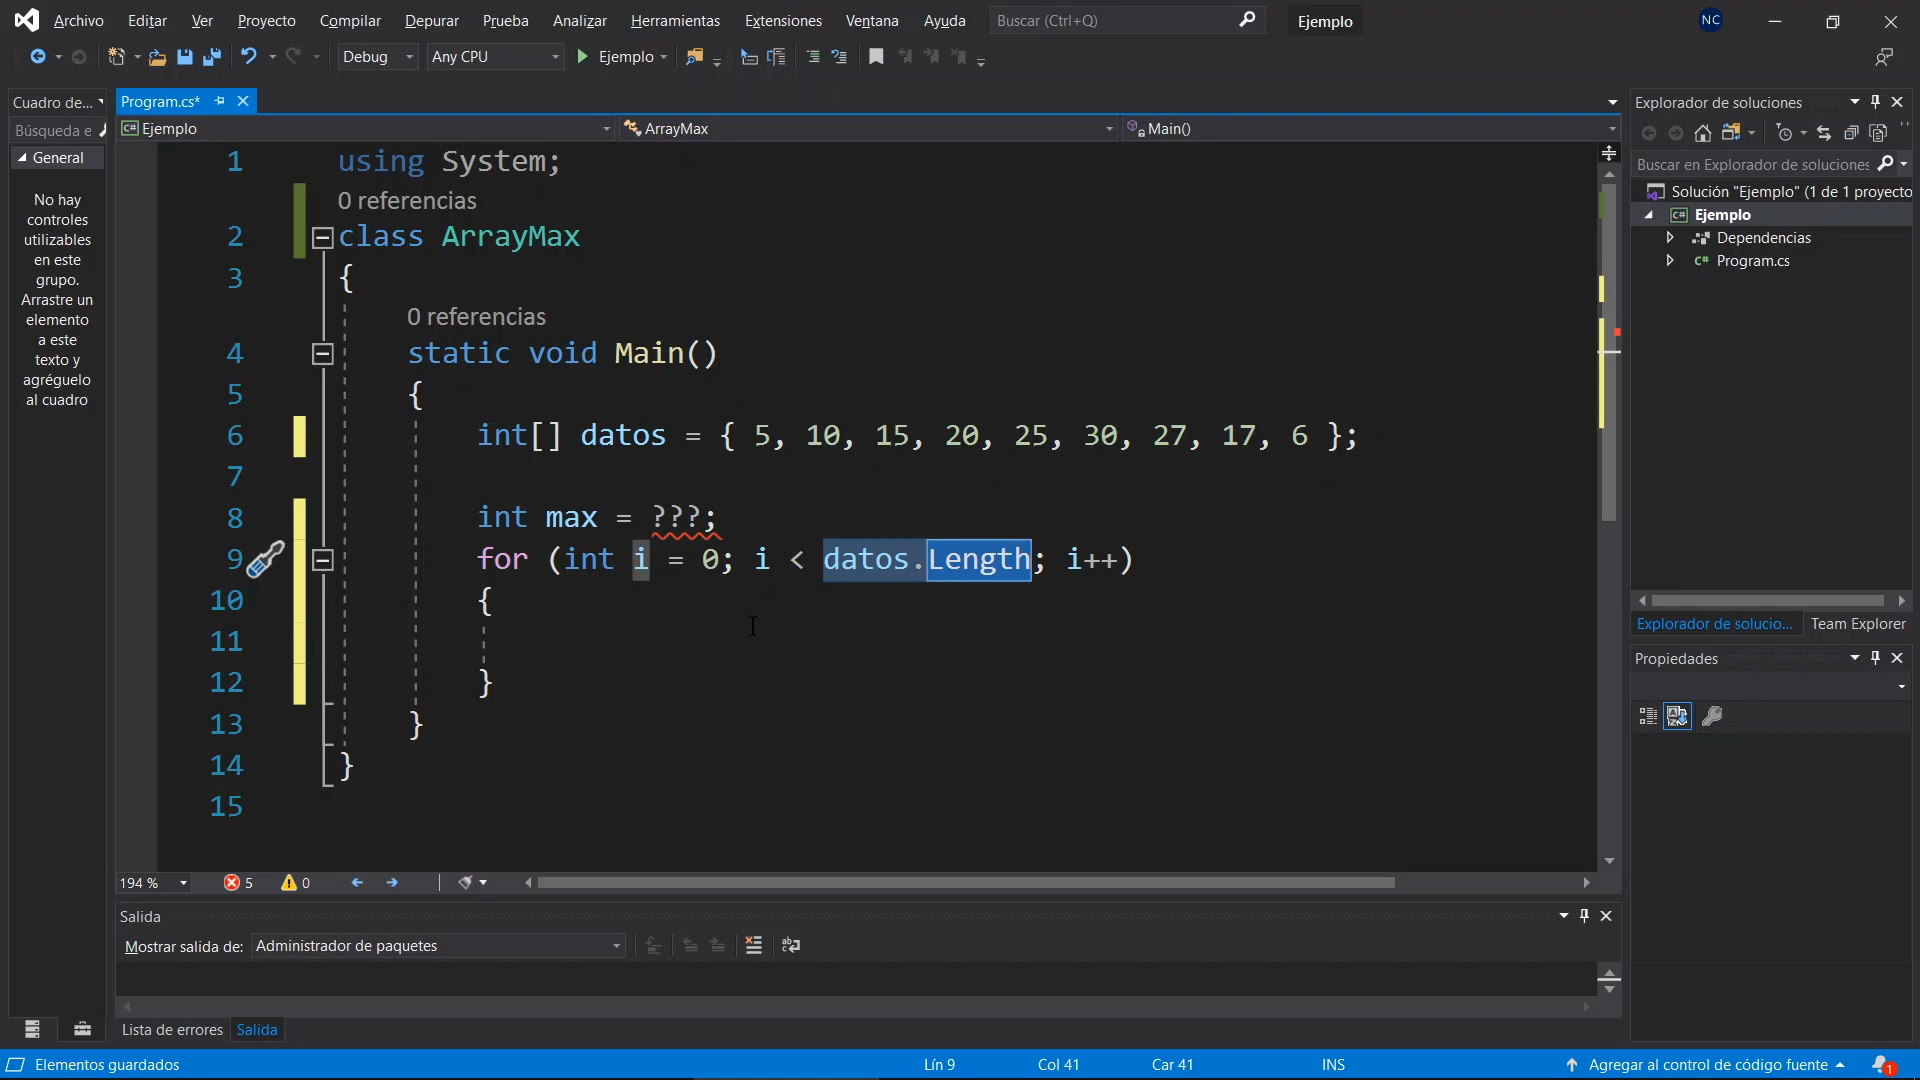 Archivo Editar Ver Proyecto Compilar Depurar Prueba Analizar Herramientas Extensiones Ventana Ayuda Buscar (Ctrl+Q) Ejemplo NC
Debug Any CPU Ejemplo
Cuadro de...
Búsqueda e
General
No hay
controles
utilizables
en este
grupo.
Arrastre un
elemento
a este
texto y
agréguelo
al cuadro
Program.cs*
Ejemplo ArrayMax Main()
1 using System;
0 referencias
2 class ArrayMax
3 {
0 referencias
4 static void Main()
5 {
6 int[] datos = { 5, 10, 15, 20, 25, 30, 27, 17, 6 };
7
8 int max = ???;
9 for (int i = 0; i < datos.Length; i++)
10 {
11
12 }
13 }
14 }
15
194 % 5 0
Salida
Mostrar salida de: Administrador de paquetes
Lista de errores Salida
Explorador de soluciones
Buscar en Explorador de soluciones
Solución "Ejemplo" (1 de 1 proyecto
C# Ejemplo
Dependencias
C# Program.cs
Explorador de solucio... Team Explorer
Propiedades
Elementos guardados Lín 9 Col 41 Car 41 INS Agregar al control de código fuente 1